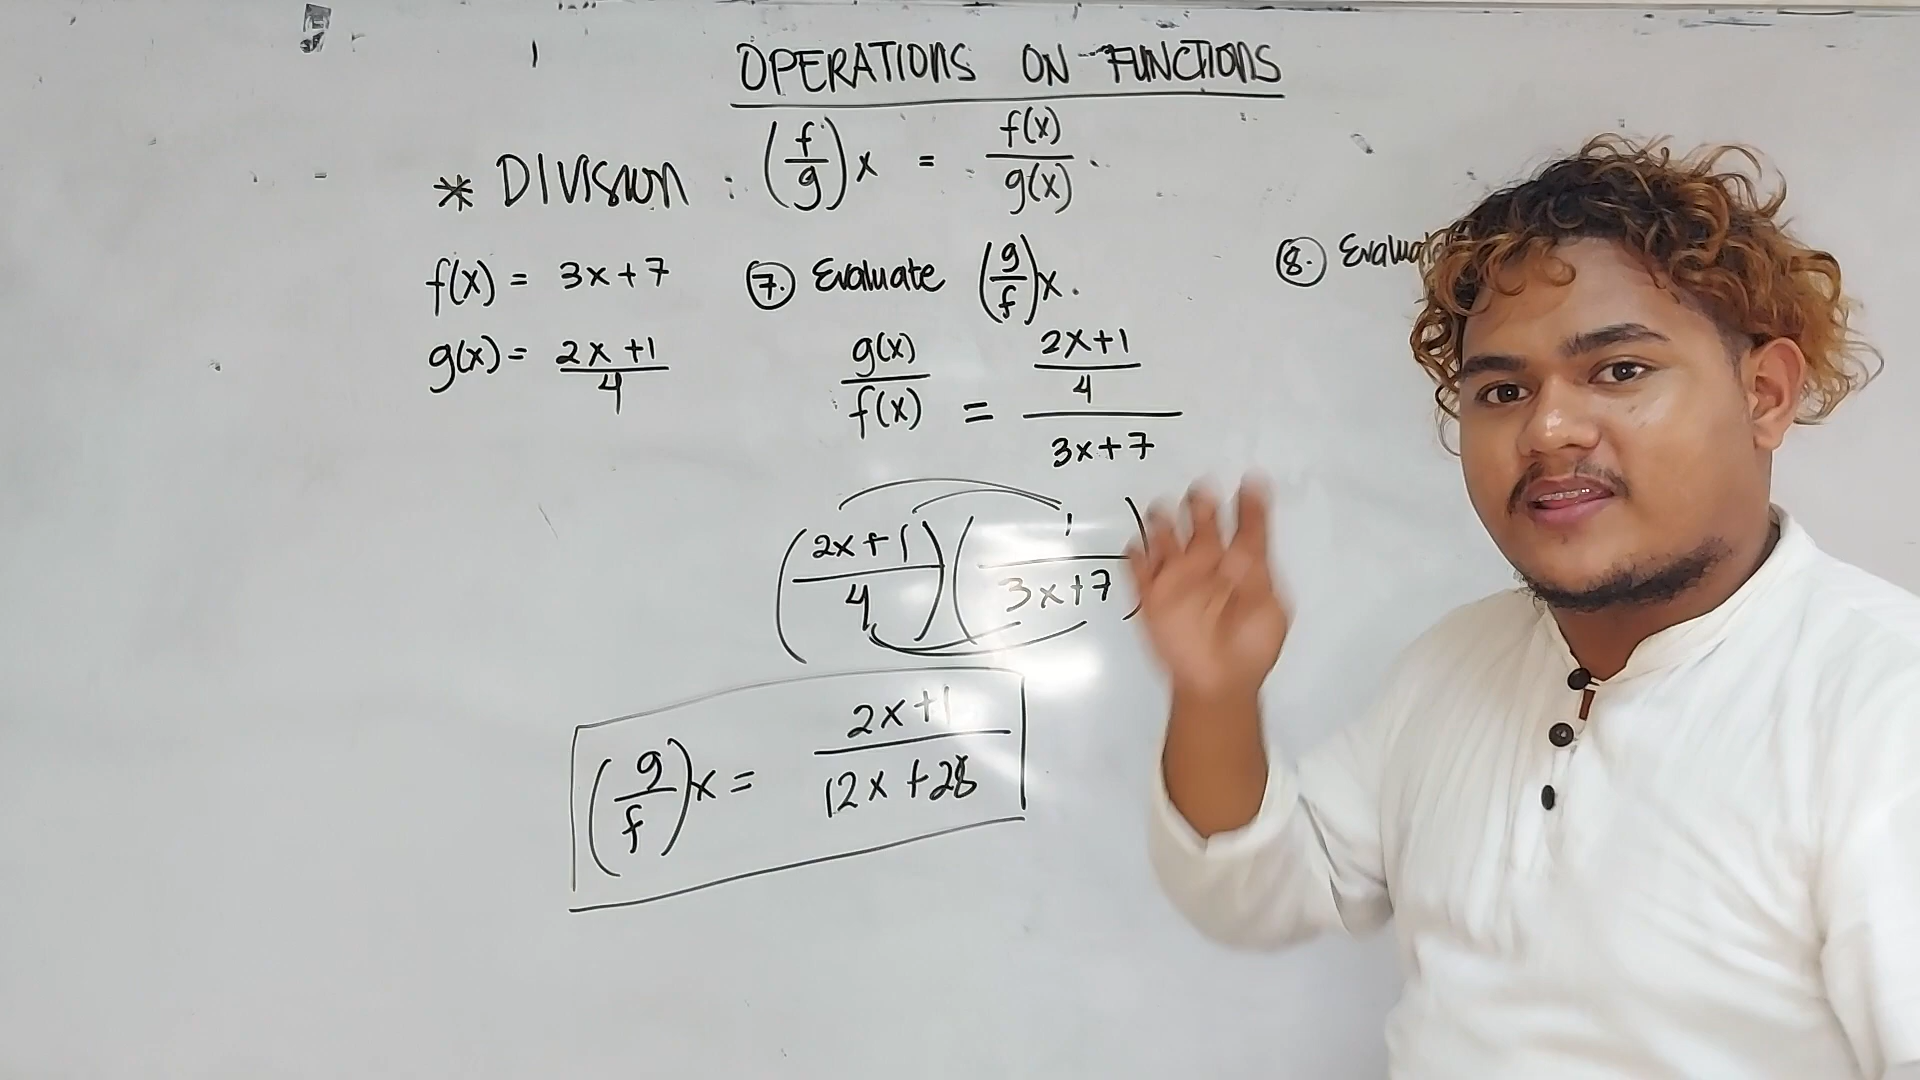 OPERATIONS ON FUNCTIONS
* DIVISION : (f/g)x = f(x)/g(x).
f(x) = 3x+7
g(x) = 2x+1/4
7. Evaluate (g/f)x.
g(x)/f(x) = 2x+1/4/3x+7
(2x+1/4)(1/3x+7)
(g/f)x = 2x+1/12x+28
8. Evaluate